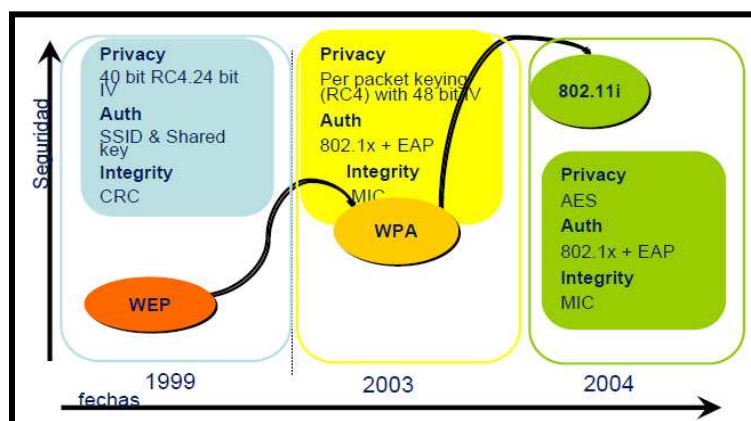 Seguridad
Privacy
40 bit RC4.24 bit
IV
Auth
SSID & Shared
key
Integrity
CRC
WEP
1999
Privacy
Per packet keying
(RC4) with 48 bit IV
Auth
802.1x + EAP
Integrity
MIC
WPA
2003
802.11i
Privacy
AES
Auth
802.1x + EAP
Integrity
MIC
2004
fechas